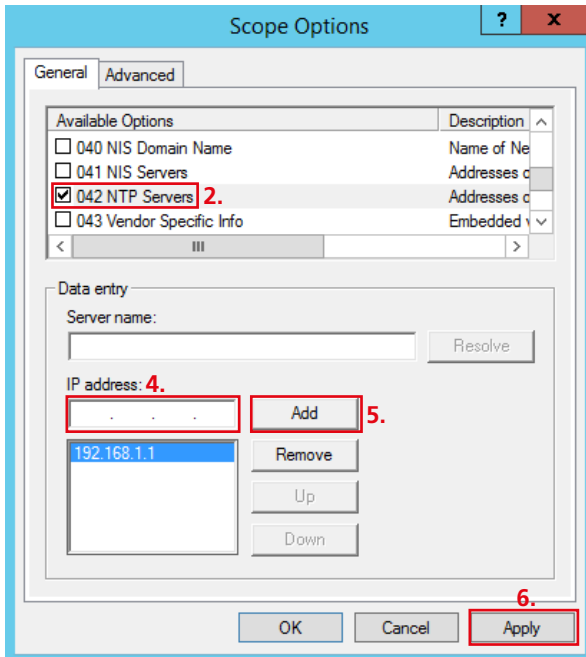 Scope Options ? x
General Advanced
Available Options Description
040 NIS Domain Name Name of Ne
041 NIS Servers Addresses o
042 NTP Servers 2. Addresses o
043 Vendor Specific Info Embedded v
Data entry
Server name:
Resolve
IP address: 4.
. . . Add 5.
192.168.1.1 Remove
Up
Down
6.
OK Cancel Apply